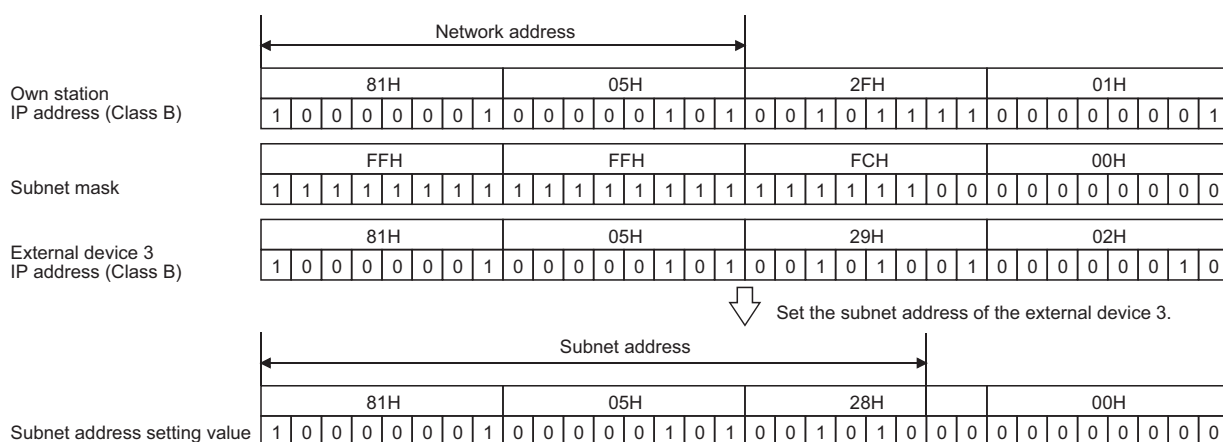 Network address
81H 05H 2FH 01H
Own station
IP address (Class B)
1 0 0 0 0 0 0 1 0 0 0 0 0 1 0 1 0 0 1 0 1 1 1 1 0 0 0 0 0 0 0 1
FFH FFH FCH 00H
Subnet mask
1 1 1 1 1 1 1 1 1 1 1 1 1 1 1 1 1 1 1 1 1 1 0 0 0 0 0 0 0 0 0 0
81H 05H 29H 02H
External device 3
IP address (Class B)
1 0 0 0 0 0 0 1 0 0 0 0 0 1 0 1 0 0 1 0 1 0 0 1 0 0 0 0 0 0 1 0
Set the subnet address of the external device 3.
Subnet address
81H 05H 28H 00H
Subnet address setting value 1 0 0 0 0 0 0 1 0 0 0 0 0 1 0 1 0 0 1 0 1 0 0 0 0 0 0 0 0 0 0 0